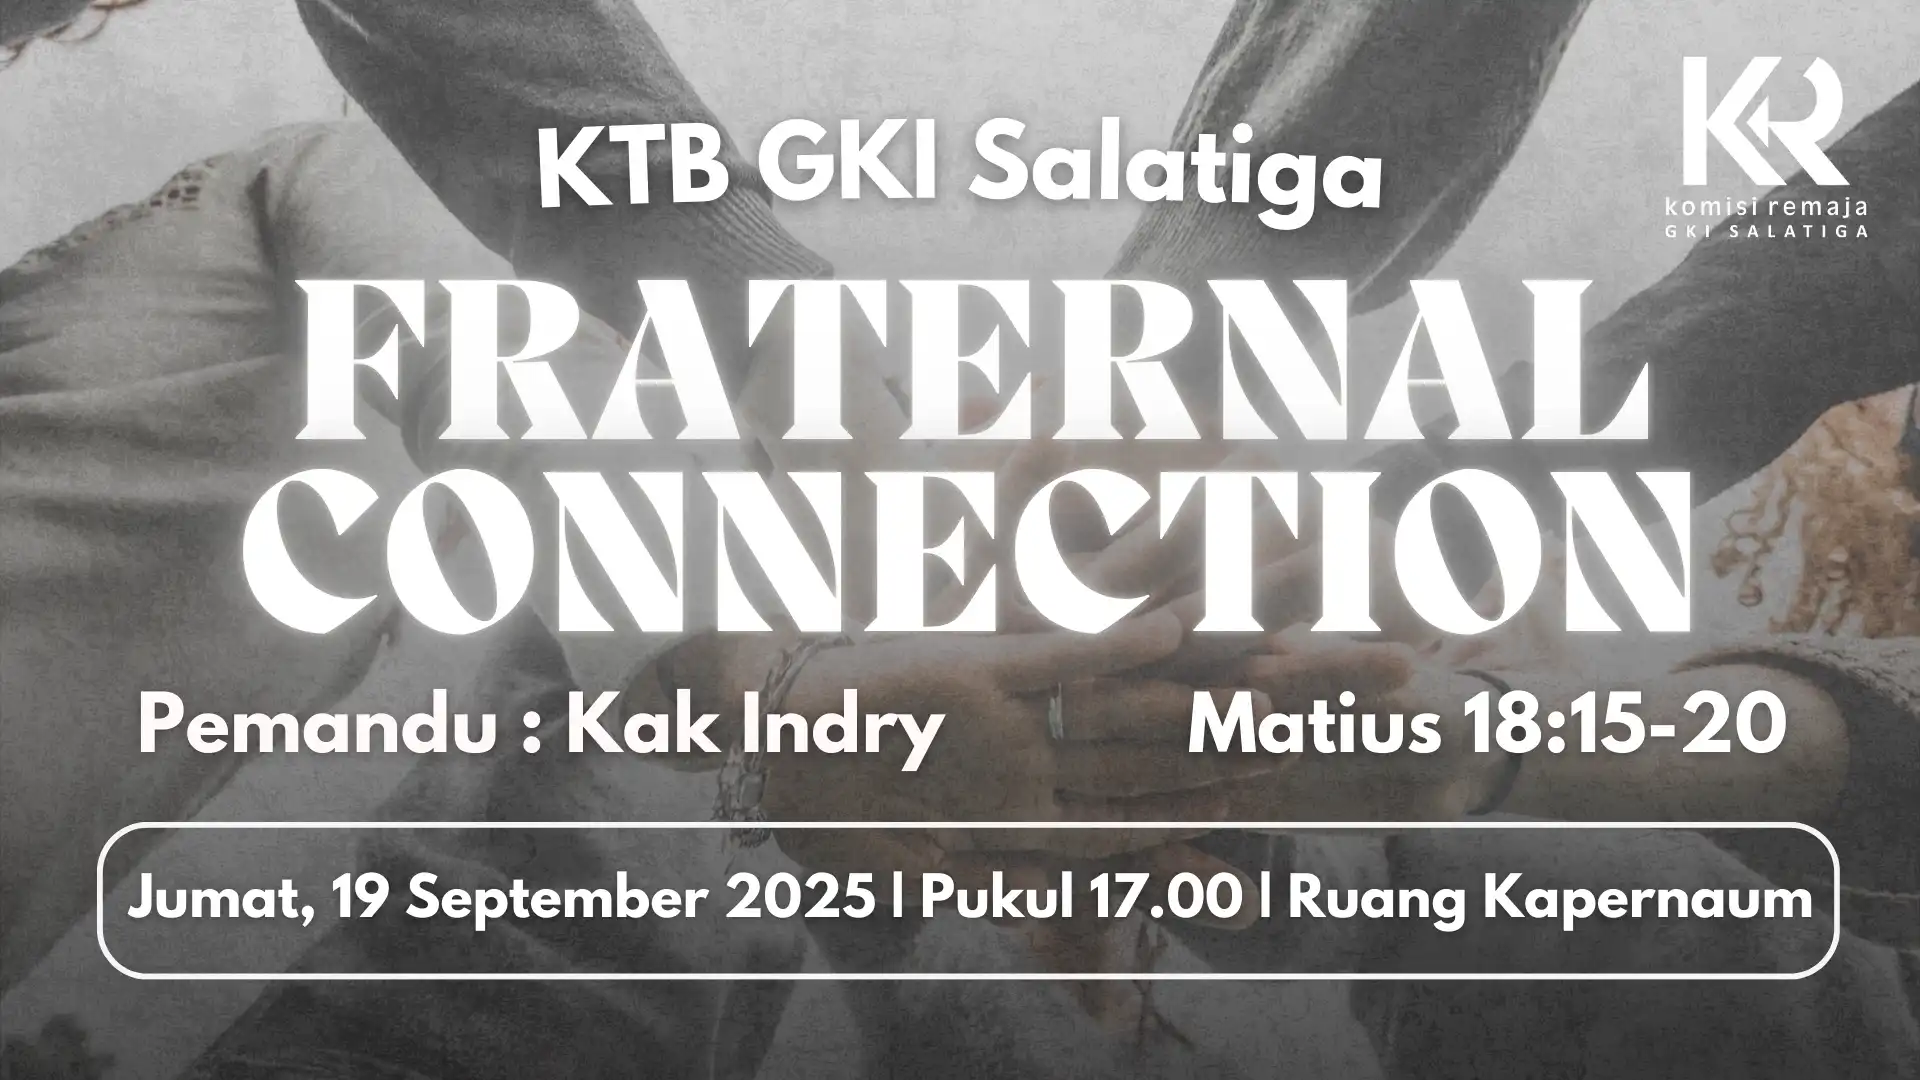 KTB GKI Salatiga
KR
komisi remaja
GKI SALATIGA
FRATERNAL
CONNECTION
Pemandu : Kak Indry
Matius 18:15-20
Jumat, 19 September 2025 | Pukul 17.00 | Ruang Kapernaum